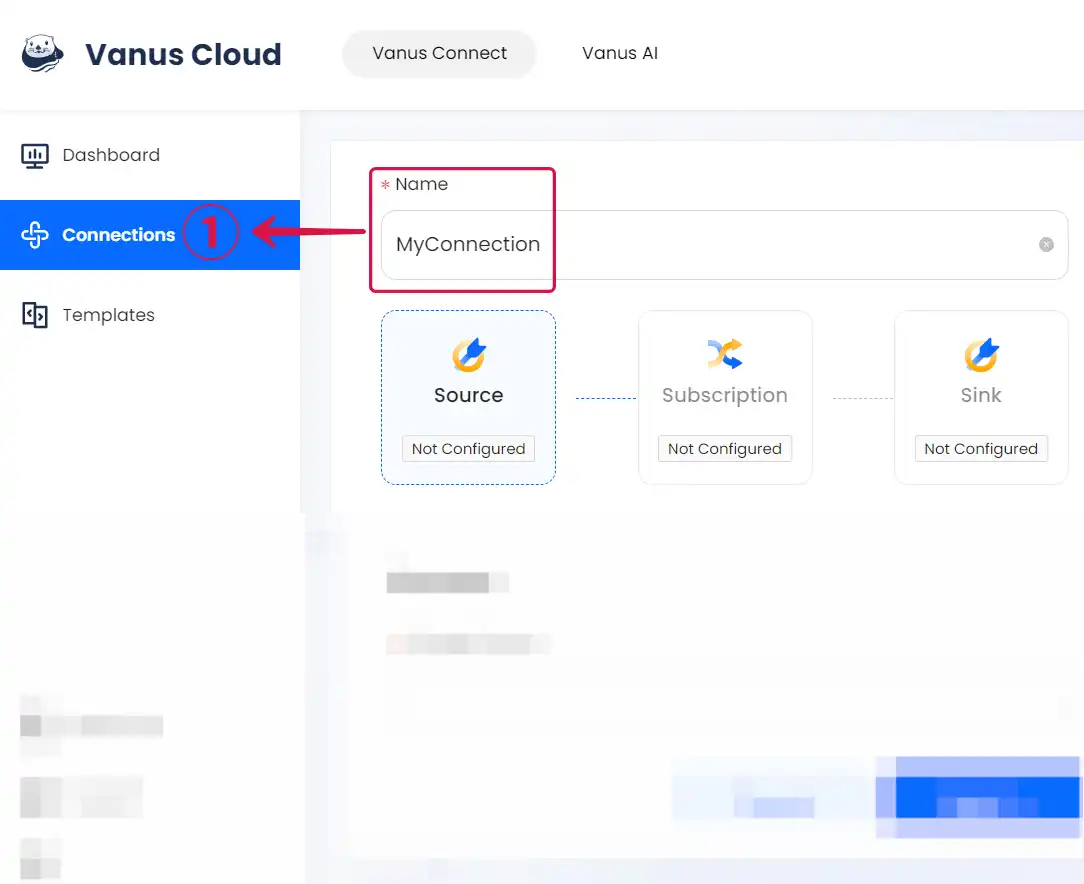 Vanus Cloud
Vanus Connect
Vanus AI
Dashboard
Connections
1
Templates
* Name
MyConnection
Source
Not Configured
Subscription
Not Configured
Sink
Not Configured